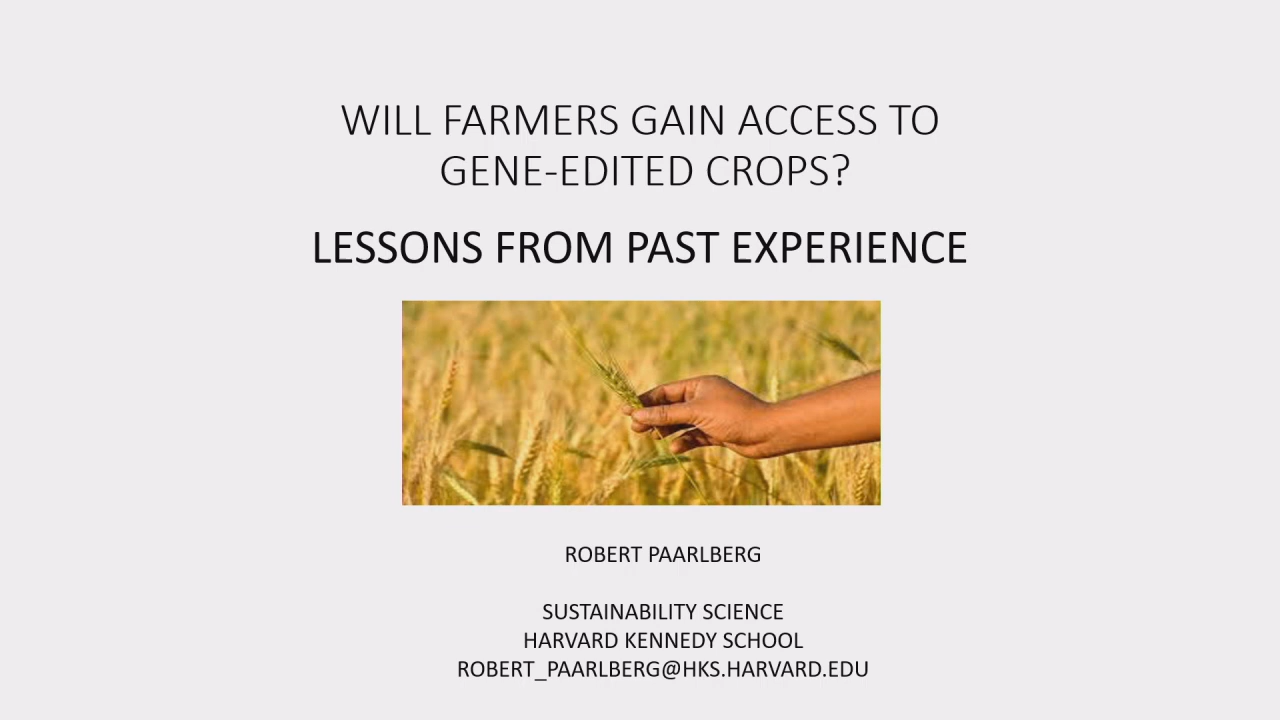 WILL FARMERS GAIN ACCESS TO
GENE-EDITED CROPS?
LESSONS FROM PAST EXPERIENCE
ROBERT PAARLBERG
SUSTAINABILITY SCIENCE
HARVARD KENNEDY SCHOOL
ROBERT_PAARLBERG@HKS.HARVARD.EDU